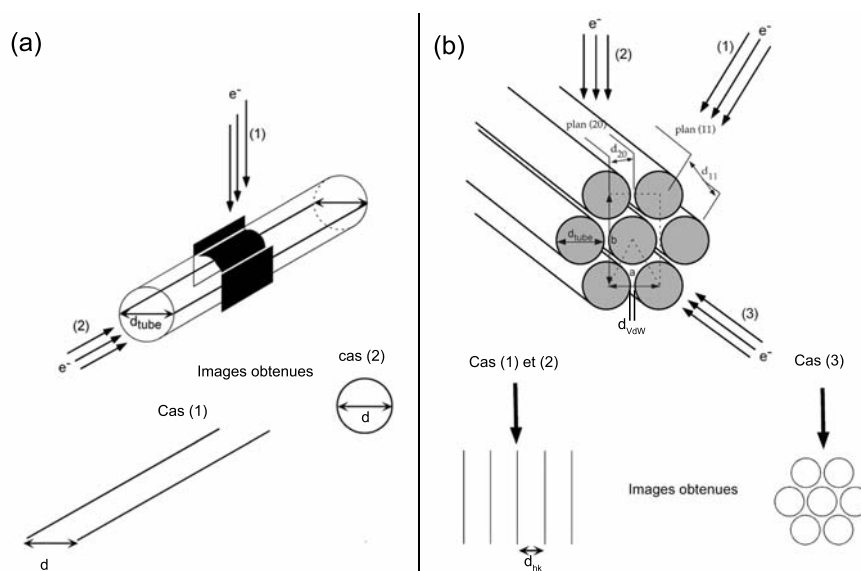 (a)
e-
(1)
(2)
dtube
e-
Images obtenues
cas (2)
d
Cas (1)
d
(b)
e-
(2)
(1)
e-
plan (20)
d20
plan (11)
d11
dtube
b
a
dVdW
(3)
e-
Cas (1) et (2)
Cas (3)
Images obtenues
dhk